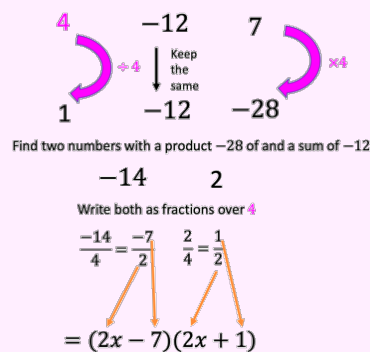 4 −12 7
÷4 Keep the same ×4
1 −12 −28
Find two numbers with a product −28 of and a sum of −12
−14 2
Write both as fractions over 4
−14/4 = −7/2 2/4 = 1/2
= (2x − 7)(2x + 1)